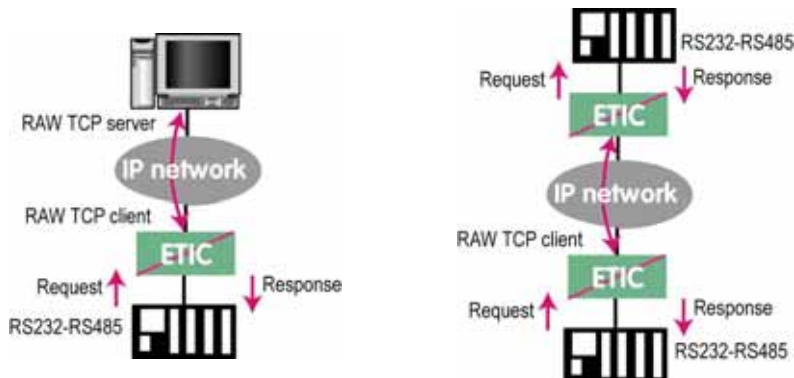 RAW TCP server
IP network
RAW TCP client
ETIC
Request
Response
RS232-RS485
RS232-RS485
Request
Response
ETIC
IP network
RAW TCP client
ETIC
Request
Response
RS232-RS485